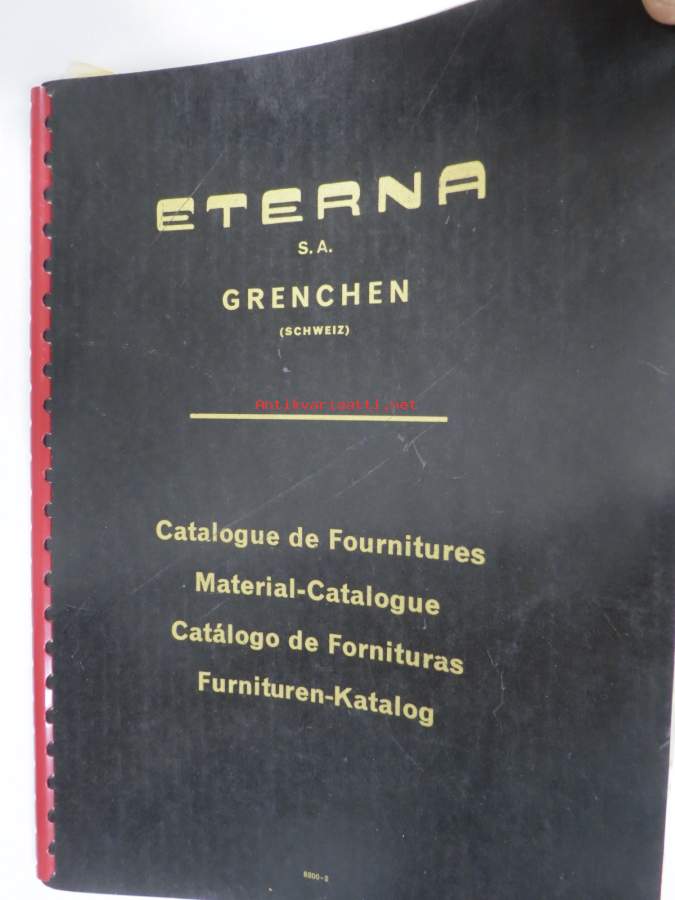 ETERNA
S.A.
GRENCHEN
(SCHWEIZ)
Antikvariaatti.net
Catalogue de Fournitures
Material-Catalogue
Catálogo de Fornituras
Furnituren-Katalog